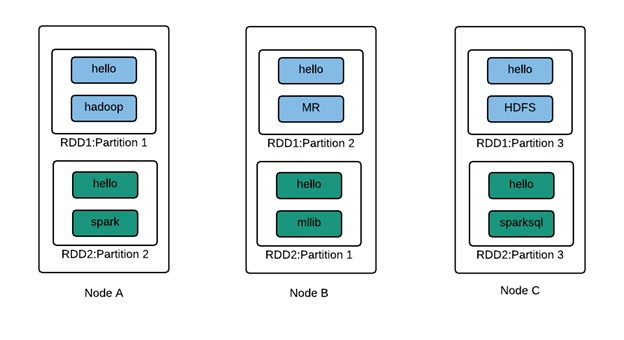 hello
hadoop
RDD1:Partition 1
hello
spark
RDD2:Partition 2
Node A
hello
MR
RDD1:Partition 2
hello
mllib
RDD2:Partition 1
Node B
hello
HDFS
RDD1:Partition 3
hello
sparksql
RDD2:Partition 3
Node C